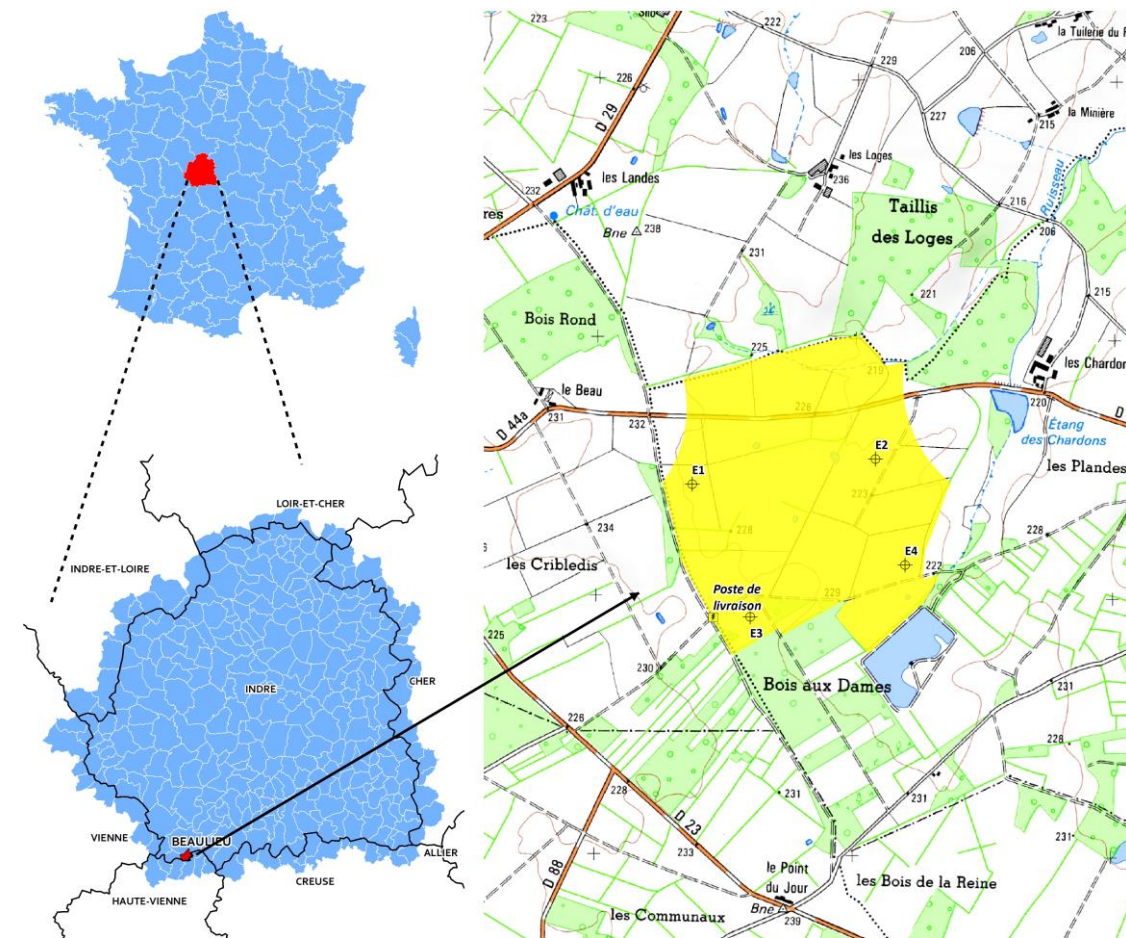 LOIR-ET-CHER
INDRE-ET-LOIRE
CHER
INDRE
VIENNE
BEAULIEU
ALLIER
HAUTE-VIENNE
CREUSE
223
222
la Tuilerie du
206
226
229
D 29
227
la Minière
215
les Loges
236
les Landes
232
res
Chât. d'eau
Bne
238
Taillis
des Loges
216
206
Ruisseau
231
221
215
Bois Rond
225
219
les Chardon
le Beau
231
D 44a
232
226
220
D
Étang
des Chardons
E2
E1
les Plandes
223
234
228
228
les Cribledis
E4
222
Poste de
livraison
229
E3
225
230
Bois aux Dames
231
226
228
228
231
231
231
D 23
233
D 88
le Point
du Jour
les Bois de la Reine
Bne
239
les Communaux